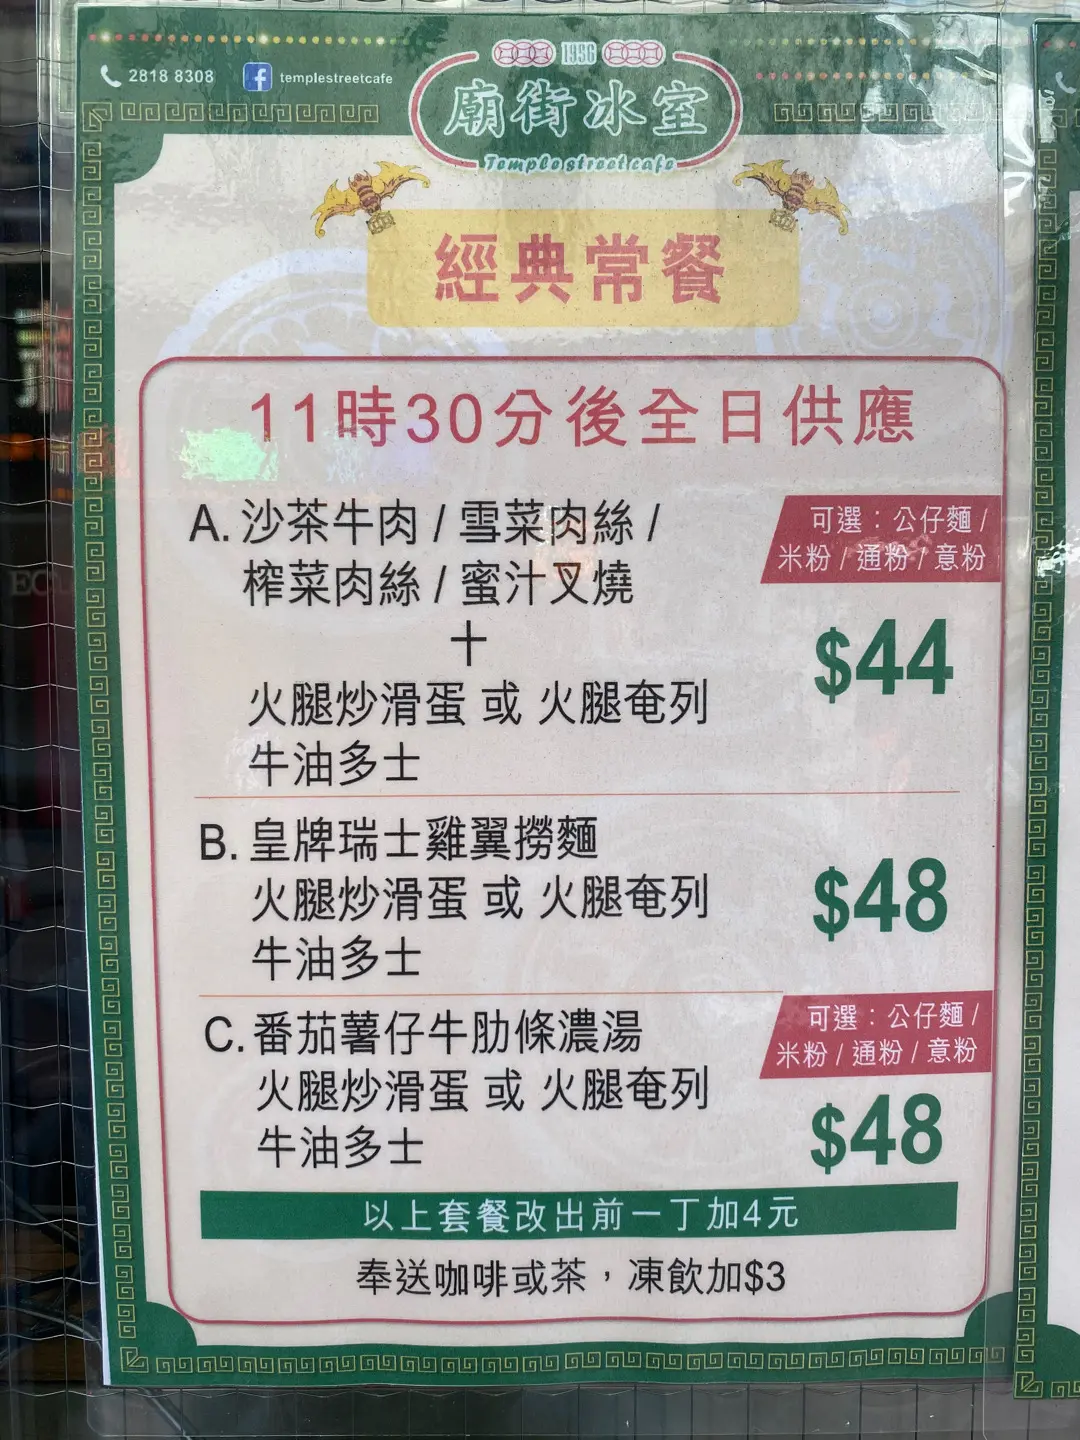 2818 8308
templestreetcafe
1996
廟街冰室
Temple street cafe
經典常餐
11時30分後全日供應
A. 沙茶牛肉 / 雪菜肉絲 /
榨菜肉絲 / 蜜汁叉燒
+
火腿炒滑蛋 或 火腿奄列
牛油多士
可選：公仔麵 /
米粉 / 通粉 / 意粉
$44
B. 皇牌瑞士雞翼撈麵
火腿炒滑蛋 或 火腿奄列
牛油多士
$48
C. 番茄薯仔牛肋條濃湯
火腿炒滑蛋 或 火腿奄列
牛油多士
可選：公仔麵 /
米粉 / 通粉 / 意粉
$48
以上套餐改出前一丁加4元
奉送咖啡或茶，凍飲加$3